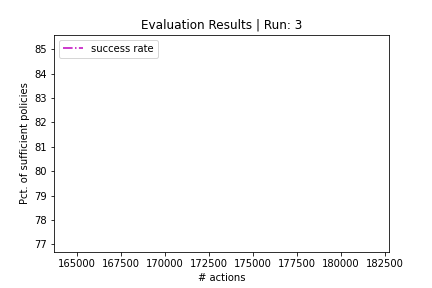 Evaluation Results | Run: 3
success rate
Pct. of sufficient policies
85
84
83
82
81
80
79
78
77
165000 167500 170000 172500 175000 177500 180000 182500
# actions